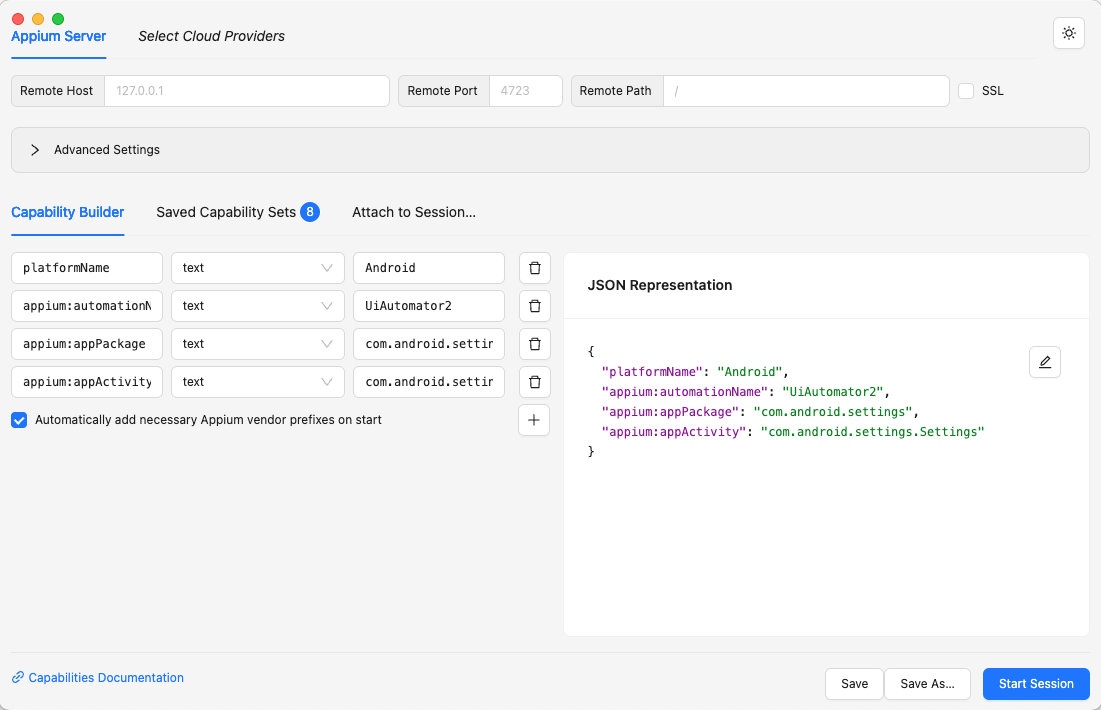 Appium Server Select Cloud Providers
Remote Host 127.0.0.1 Remote Port 4723 Remote Path / SSL
Advanced Settings
Capability Builder Saved Capability Sets 8 Attach to Session...
platformName text Android
appium:automationN text UiAutomator2
appium:appPackage text com.android.settin
appium:appActivity text com.android.settin
Automatically add necessary Appium vendor prefixes on start
JSON Representation
{
"platformName": "Android",
"appium:automationName": "UiAutomator2",
"appium:appPackage": "com.android.settings",
"appium:appActivity": "com.android.settings.Settings"
}
Capabilities Documentation
Save Save As... Start Session